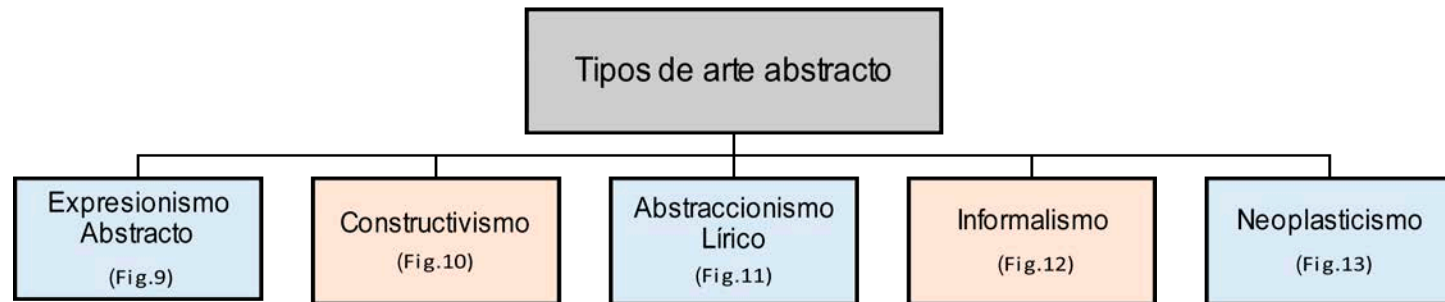 Tipos de arte abstracto
Expresionismo
Abstracto
(Fig.9)
Constructivismo
(Fig.10)
Abstraccionismo
Lírico
(Fig.11)
Informalismo
(Fig.12)
Neoplasticismo
(Fig.13)